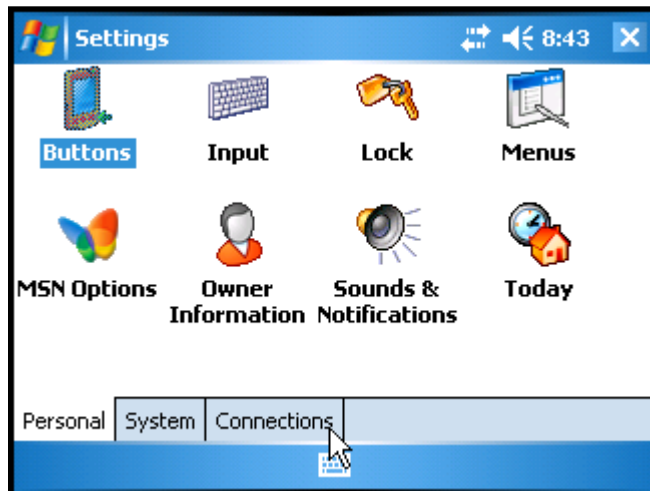 Settings 8:43
Buttons Input Lock Menus
MSN Options Owner Information Sounds & Notifications Today
Personal System Connections